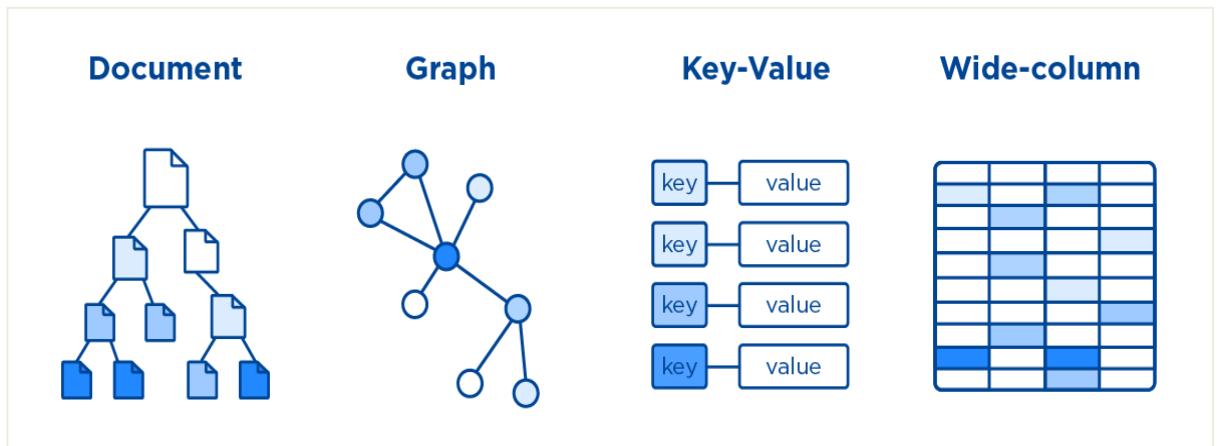 Document
Graph
Key-Value
Wide-column
key value
key value
key value
key value